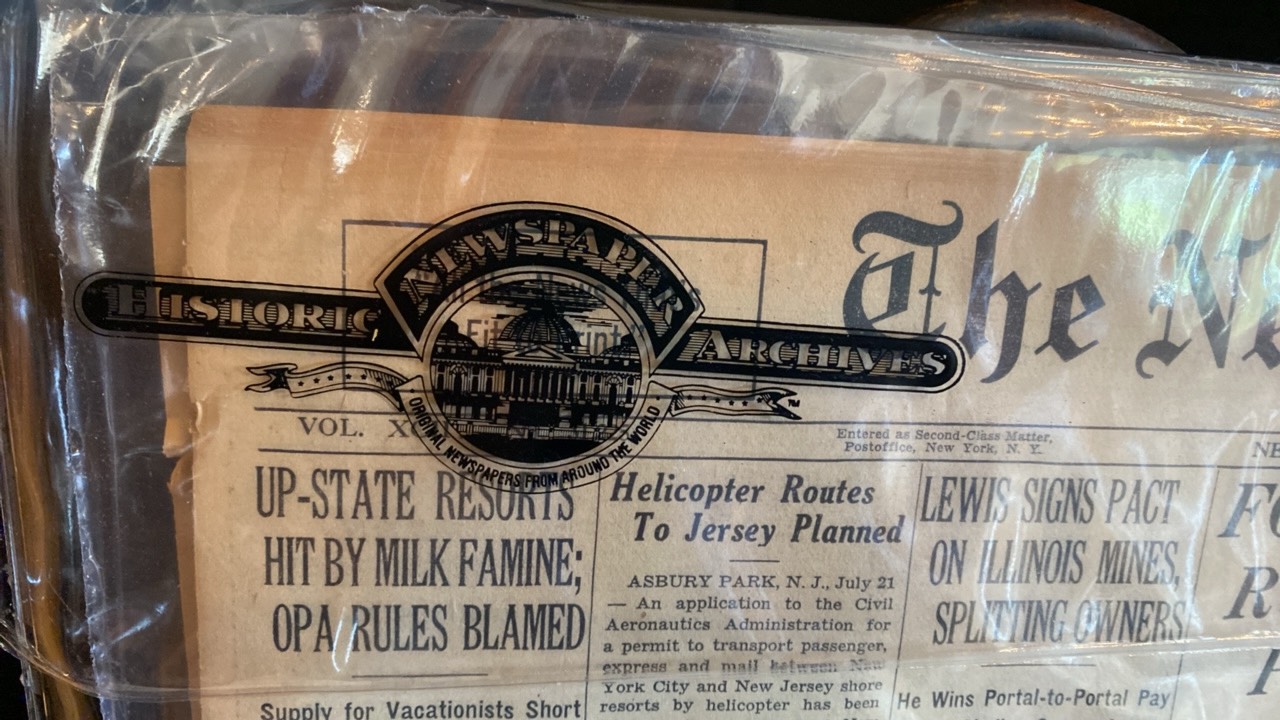 HISTORIC NEWSPAPER ARCHIVES
ORIGINAL NEWSPAPERS FROM AROUND THE WORLD
TM
The
VOL.
Entered as Second-Class Matter,
Postoffice, New York, N. Y.
UP-STATE RESORTS
HIT BY MILK FAMINE;
OPA RULES BLAMED
Supply for Vacationists Short
Helicopter Routes
To Jersey Planned
ASBURY PARK, N. J., July 21
— An application to the Civil
Aeronautics Administration for
a permit to transport passenger,
express and mail between New
York City and New Jersey shore
resorts by helicopter has been
LEWIS SIGNS PACT
ON ILLINOIS MINES,
SPLITTING OWNERS
He Wins Portal-to-Portal Pay